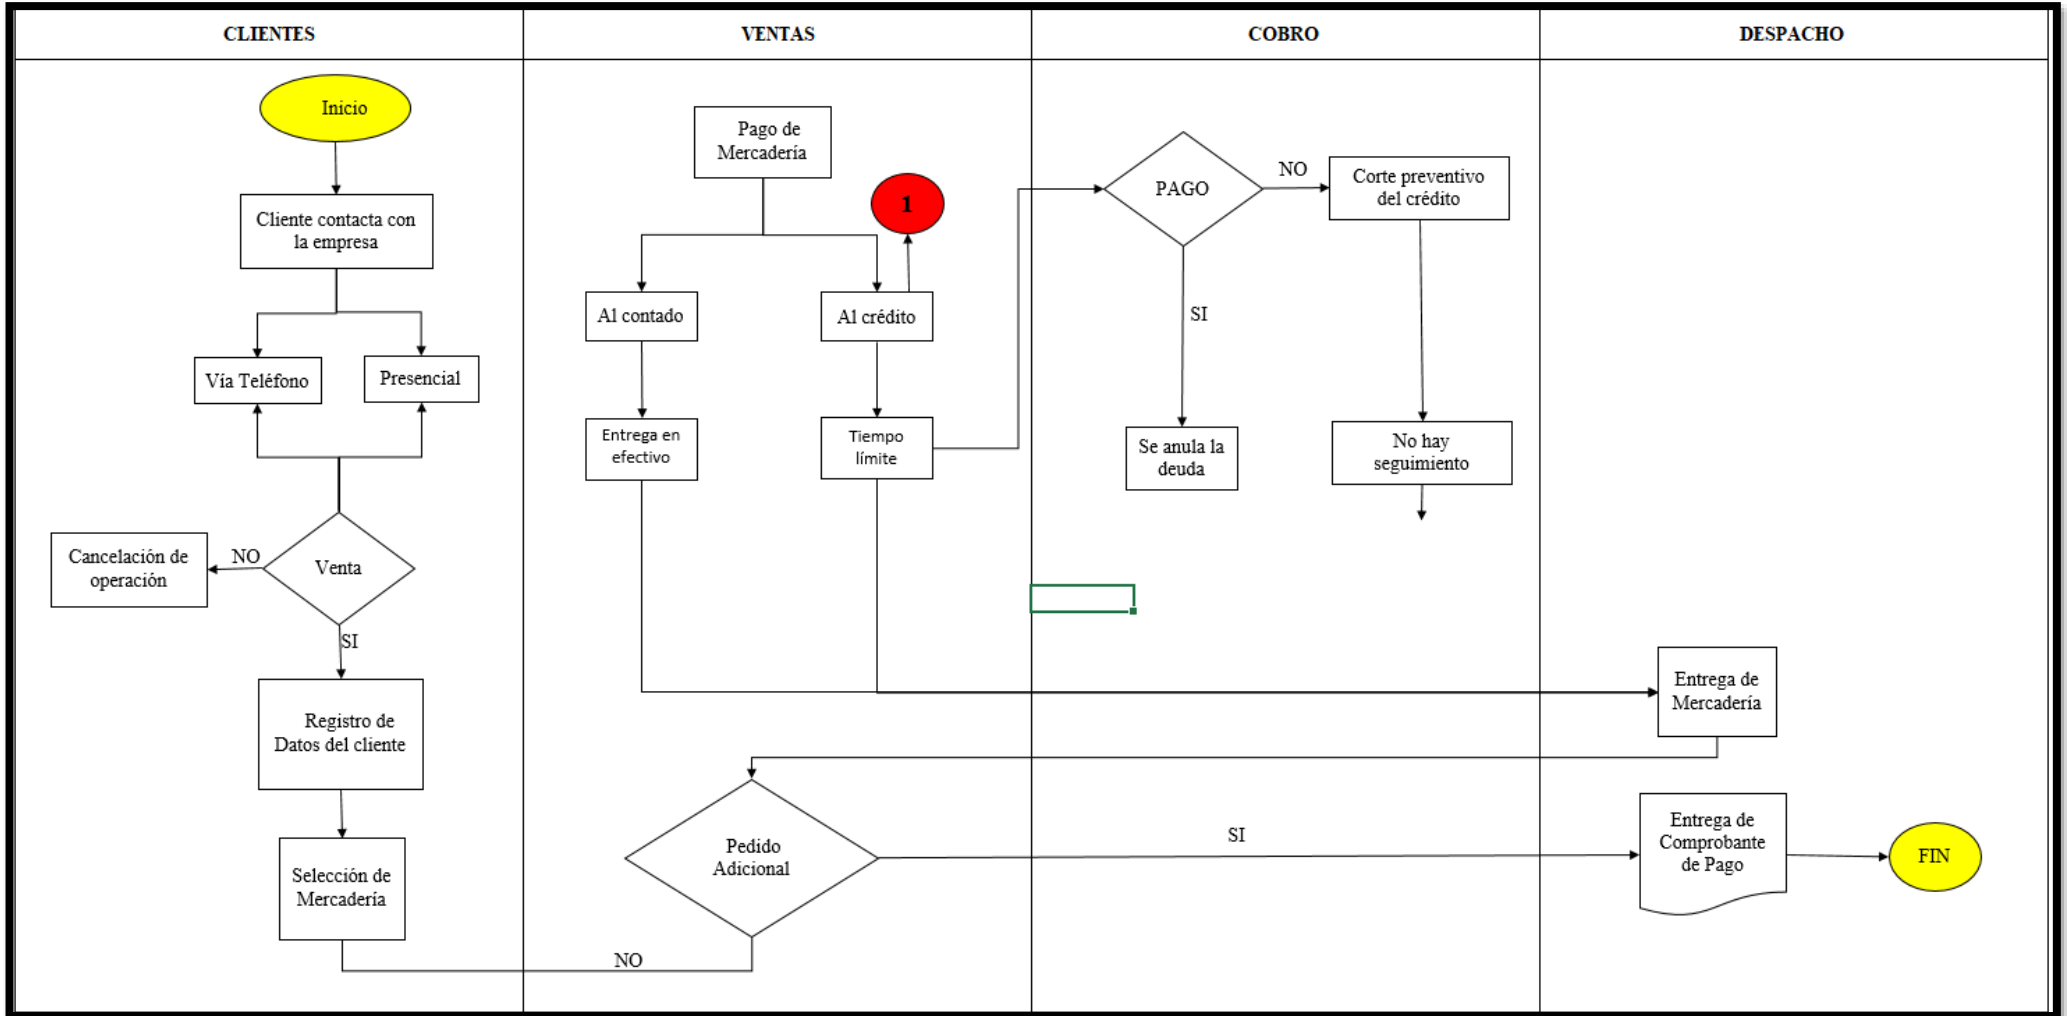 CLIENTES
VENTAS
COBRO
DESPACHO
Inicio
Cliente contacta con
la empresa
Vía Teléfono
Presencial
Venta
NO
Cancelación de
operación
SI
Registro de
Datos del cliente
Selección de
Mercadería
Pago de
Mercadería
1
Al contado
Al crédito
Entrega en
efectivo
Tiempo
límite
Pedido
Adicional
NO
SI
PAGO
NO
Corte preventivo
del crédito
SI
Se anula la
deuda
No hay
seguimiento
Entrega de
Mercadería
Entrega de
Comprobante
de Pago
FIN